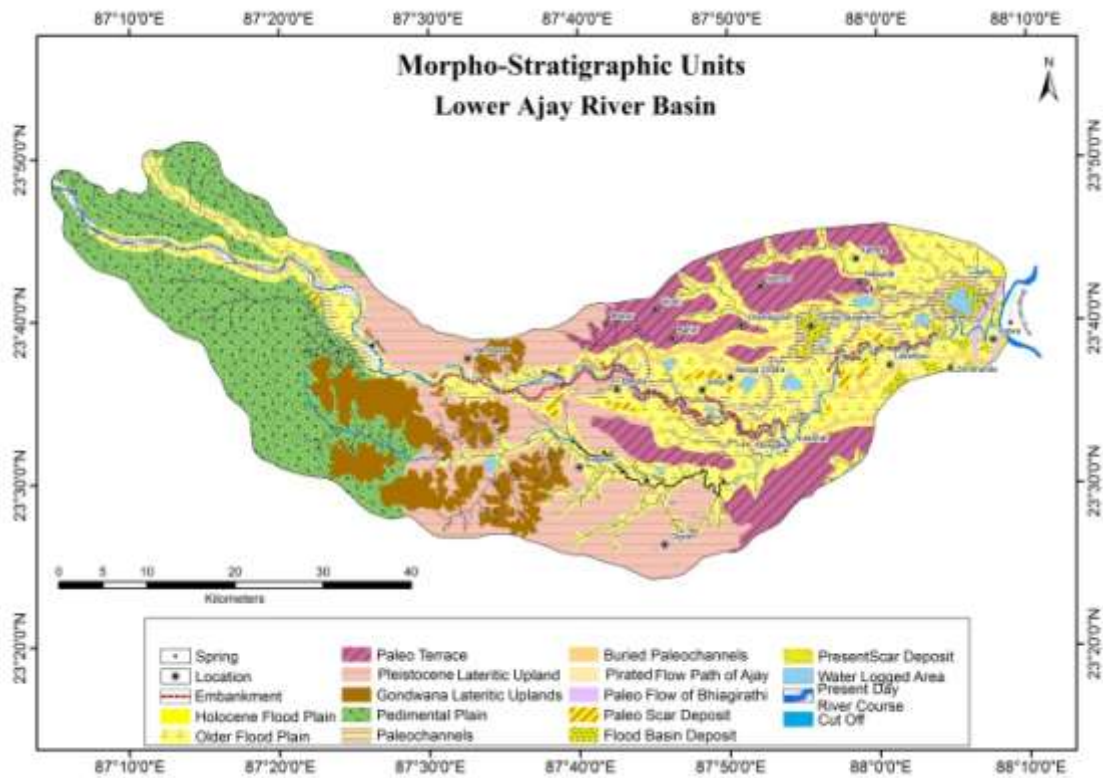 87°10'0"E 87°20'0"E 87°30'0"E 87°40'0"E 87°50'0"E 88°0'0"E 88°10'0"E
Morpho-Stratigraphic Units
Lower Ajay River Basin
N
23°50'0"N 23°50'0"N
23°40'0"N 23°40'0"N
23°30'0"N 23°30'0"N
0 5 10 20 30 40
Kilometers
23°20'0"N 23°20'0"N
Spring
Location
Embankment
Holocene Flood Plain
Older Flood Plain
Paleo Terrace
Pleistocene Lateritic Upland
Gondwana Lateritic Uplands
Pedimental Plain
Paleochannels
Buried Paleochannels
Pirated Flow Path of Ajay
Paleo Flow of Bhiagirathi
Paleo Scar Deposit
Flood Basin Deposit
PresentScar Deposit
Water Logged Area
Present Day
River Course
Cut Off
87°10'0"E 87°20'0"E 87°30'0"E 87°40'0"E 87°50'0"E 88°0'0"E 88°10'0"E